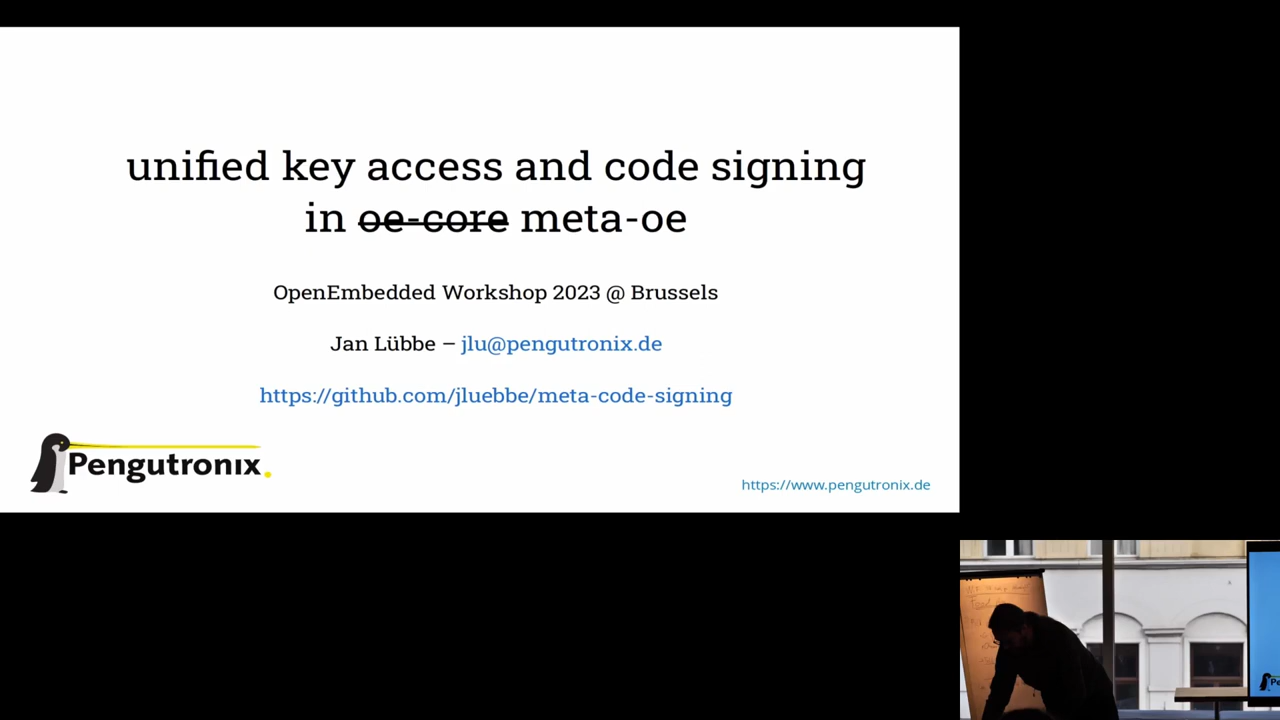 unified key access and code signing
in oe-core meta-oe
OpenEmbedded Workshop 2023 @ Brussels
Jan Lübbe – jlu@pengutronix.de
https://github.com/jluebbe/meta-code-signing
Pengutronix.
https://www.pengutronix.de